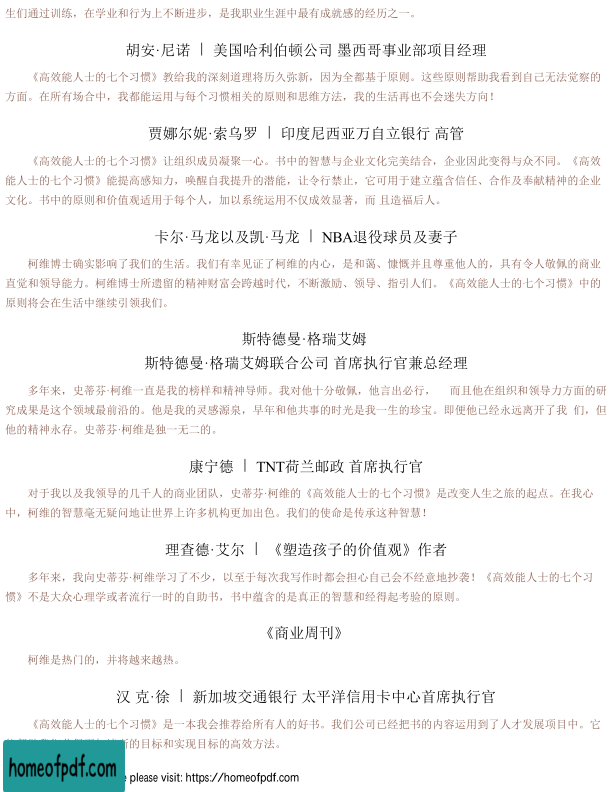 生们通过训练，在学业和行为上不断进步，是我职业生涯中最有成就感的经历之一。
胡安·尼诺 | 美国哈利伯顿公司 墨西哥事业部项目经理
《高效能人士的七个习惯》教给我的深刻道理将历久弥新，因为全都基于原则。这些原则帮助我看到自己无法觉察的
方面。在所有场合中，我都能运用与每个习惯相关的原则和思维方法，我的生活再也不会迷失方向！
贾娜尔妮·索乌罗 | 印度尼西亚万自立银行 高管
《高效能人士的七个习惯》让组织成员凝聚一心。书中的智慧与企业文化完美结合，企业因此变得与众不同。《高效
能人士的七个习惯》能提高感知力，唤醒自我提升的潜能，让令行禁止，它可用于建立蕴含信任、合作及奉献精神的企业
文化。书中的原则和价值观适用于每个人，加以系统运用不仅成效显著，而 且造福后人。
卡尔·马龙以及凯·马龙 | NBA退役球员及妻子
柯维博士确实影响了我们的生活。我们有幸见证了柯维的内心，是和蔼、慷慨并且尊重他人的，具有令人敬佩的商业
直觉和领导能力。柯维博士所遗留的精神财富会跨越时代，不断激励、领导、指引人们。《高效能人士的七个习惯》中的
原则将会在生活中继续引领我们。
斯特德曼·格瑞艾姆
斯特德曼·格瑞艾姆联合公司 首席执行官兼总经理
多年来，史蒂芬·柯维一直是我的榜样和精神导师。我对他十分敬佩，他言出必行， 而且他在组织和领导力方面的研
究成果是这个领域最前沿的。他是我的灵感源泉，早年和他共事的时光是我一生的珍宝。即便他已经永远离开了我 们，但
他的精神永存。史蒂芬·柯维是独一无二的。
康宁德 | TNT荷兰邮政 首席执行官
对于我以及我领导的几千人的商业团队，史蒂芬·柯维的《高效能人士的七个习惯》是改变人生之旅的起点。在我心
中，柯维的智慧毫无疑问地让世界上许多机构更加出色。我们的使命是传承这种智慧！
理查德·艾尔 | 《塑造孩子的价值观》作者
多年来，我向史蒂芬·柯维学习了不少，以至于每次我写作时都会担心自己会不经意地抄袭！《高效能人士的七个习
惯》不是大众心理学或者流行一时的自助书，书中蕴含的是真正的智慧和经得起考验的原则。
《商业周刊》
柯维是热门的，并将越来越热。
汉 克·徐 | 新加坡交通银行 太平洋信用卡中心首席执行官
《高效能人士的七个习惯》是一本我会推荐给所有人的好书。我们公司已经把书的内容运用到了人才发展项目中。它
的目标和实现目标的高效方法。
homeofpdf.com
please visit: https://homeofpdf.com